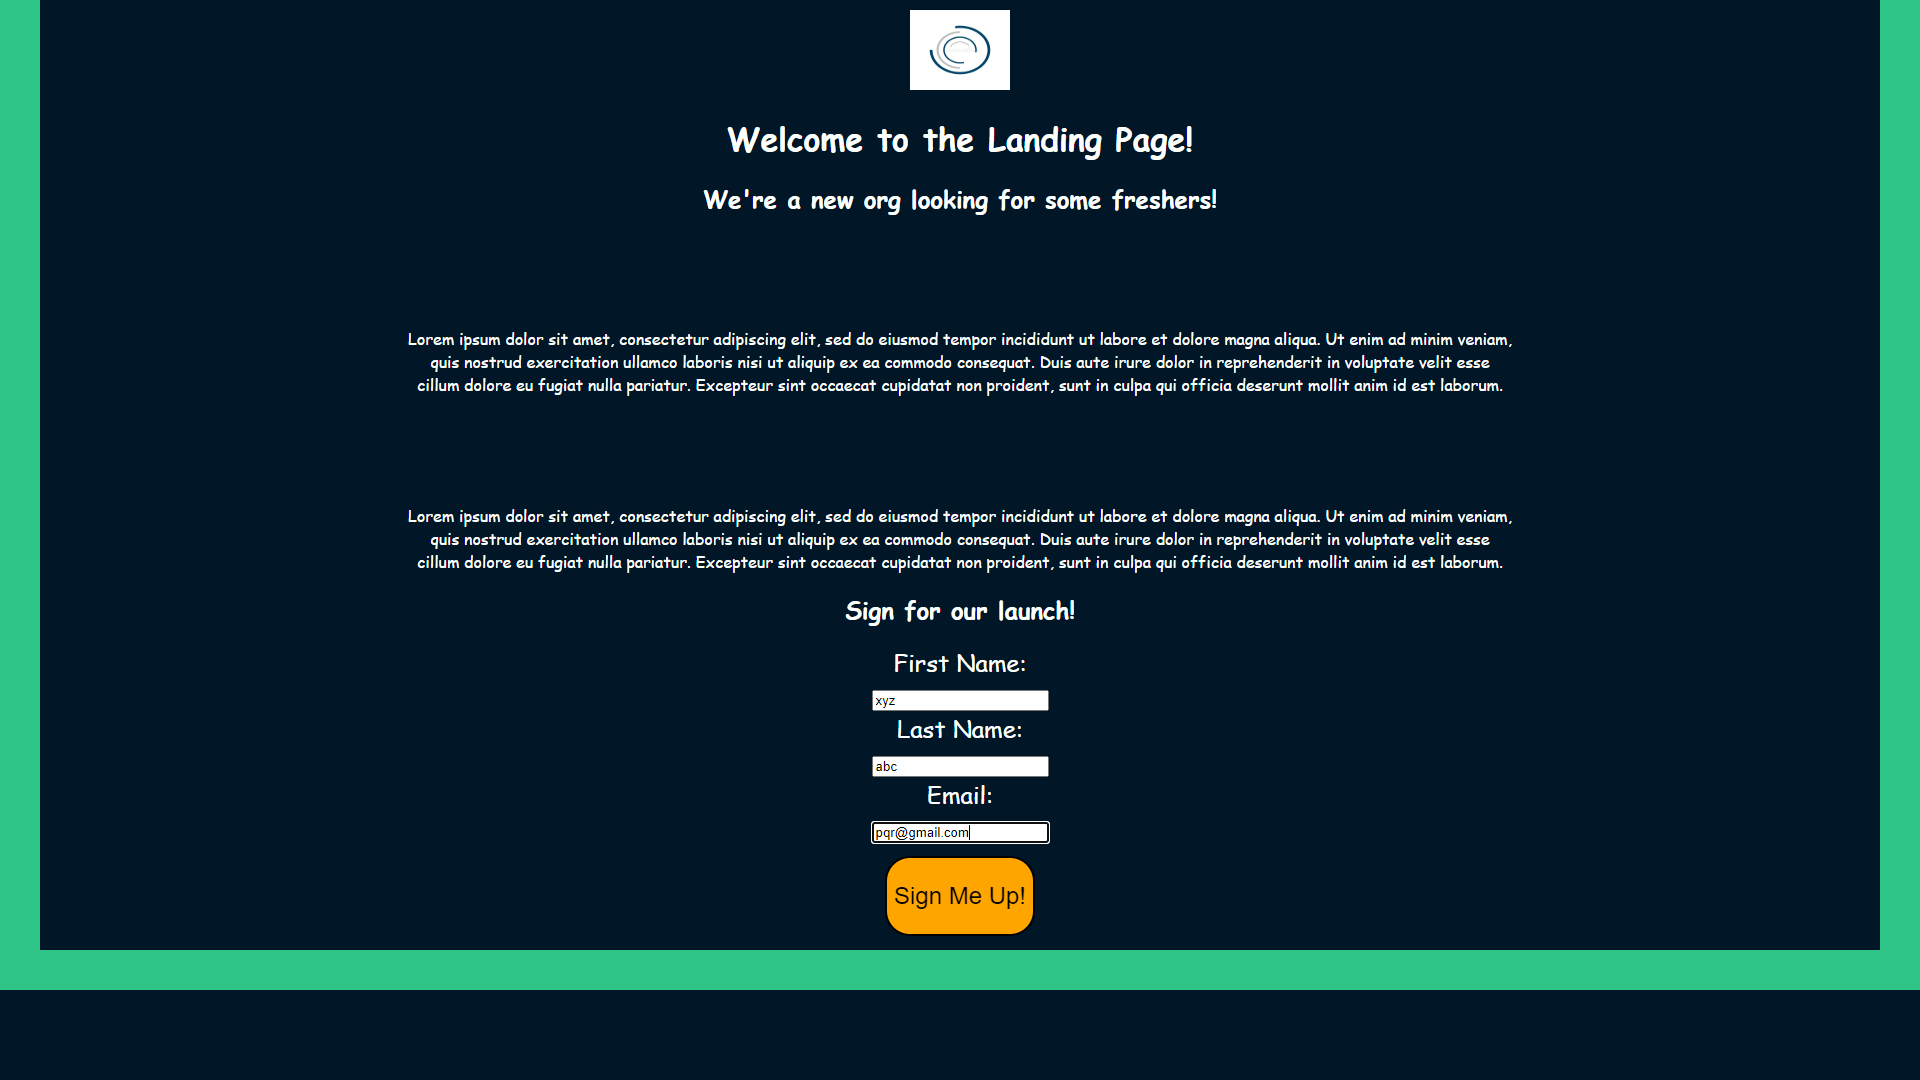 Welcome to the Landing Page!
We're a new org looking for some freshers!
Lorem ipsum dolor sit amet, consectetur adipiscing elit, sed do eiusmod tempor incididunt ut labore et dolore magna aliqua. Ut enim ad minim veniam,
quis nostrud exercitation ullamco laboris nisi ut aliquip ex ea commodo consequat. Duis aute irure dolor in reprehenderit in voluptate velit esse
cillum dolore eu fugiat nulla pariatur. Excepteur sint occaecat cupidatat non proident, sunt in culpa qui officia deserunt mollit anim id est laborum.
Lorem ipsum dolor sit amet, consectetur adipiscing elit, sed do eiusmod tempor incididunt ut labore et dolore magna aliqua. Ut enim ad minim veniam,
quis nostrud exercitation ullamco laboris nisi ut aliquip ex ea commodo consequat. Duis aute irure dolor in reprehenderit in voluptate velit esse
cillum dolore eu fugiat nulla pariatur. Excepteur sint occaecat cupidatat non proident, sunt in culpa qui officia deserunt mollit anim id est laborum.
Sign for our launch!
First Name:
xyz
Last Name:
abc
Email:
pqr@gmail.com
Sign Me Up!